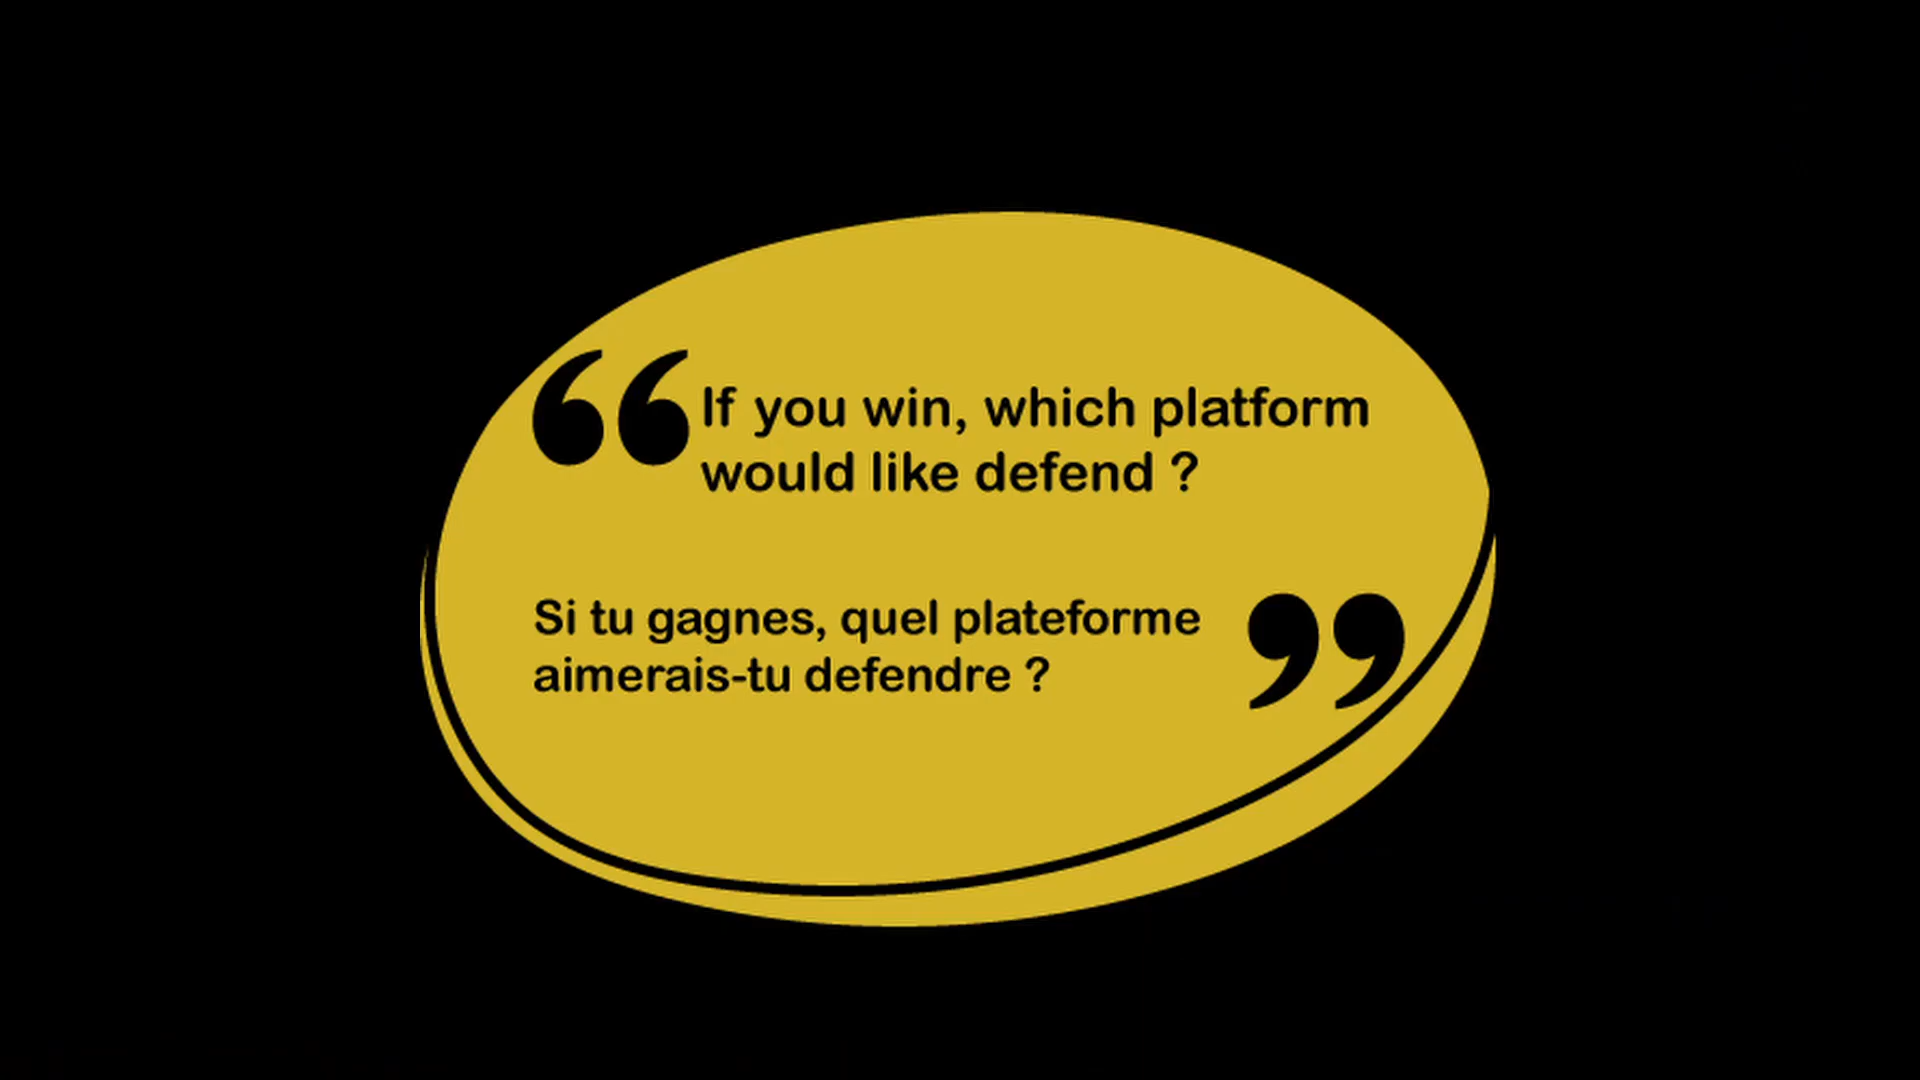 If you win, which platform
would like defend ?
Si tu gagnes, quel plateforme
aimerais-tu defendre ?